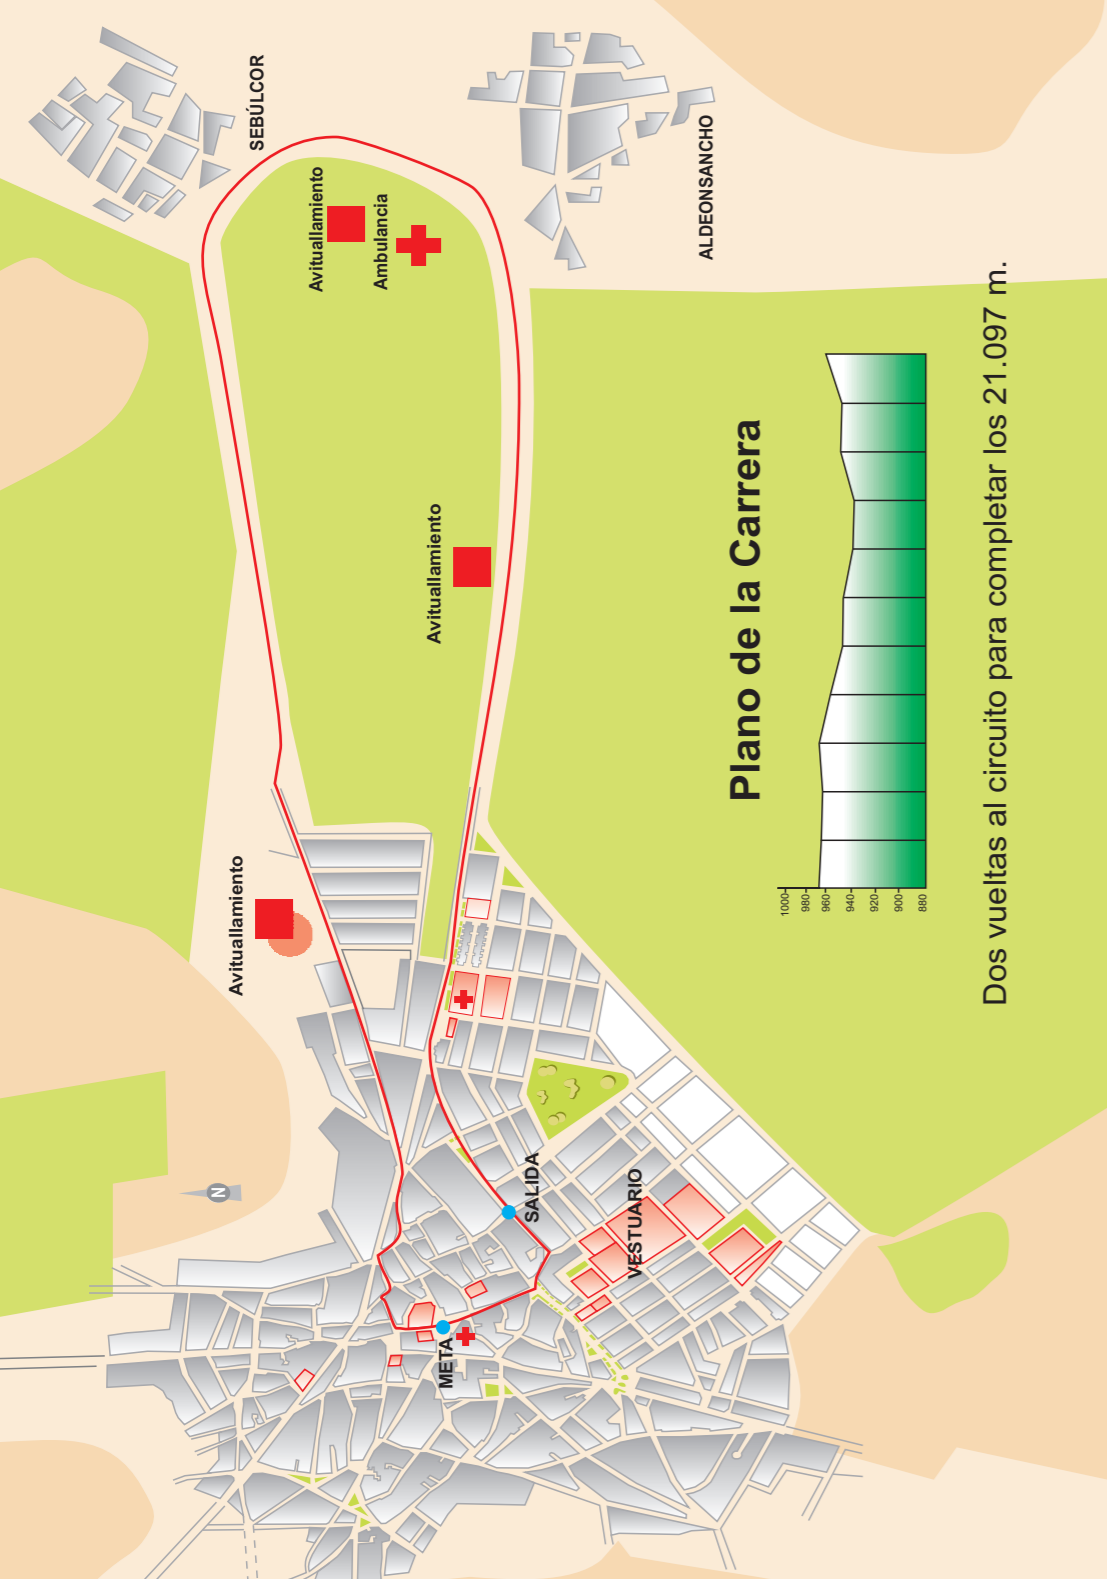 SEBÚLCOR
Avituallamiento
Ambulancia
ALDEONSANCHO
Avituallamiento
Avituallamiento
N
SALIDA
VESTUARIO
META
Plano de la Carrera
1000
980
960
940
920
900
880
Dos vueltas al circuito para completar los 21.097 m.